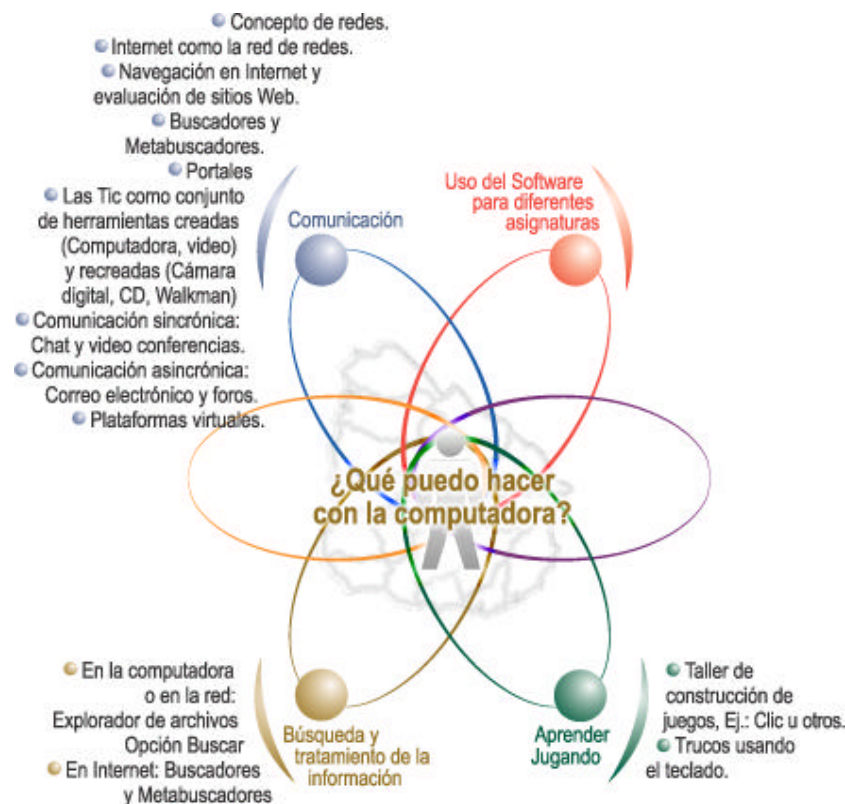 Concepto de redes.
Internet como la red de redes.
Navegación en Internet y
evaluación de sitios Web.
Buscadores y
Metabuscadores.
Portales
Las Tic como conjunto
de herramientas creadas
(Computadora, video)
y recreadas (Cámara
digital, CD, Walkman)
Comunicación sincrónica:
Chat y video conferencias.
Comunicación asincrónica:
Correo electrónico y foros.
Plataformas virtuales.
Comunicación
Uso del Software
para diferentes
asignaturas
¿Qué puedo hacer
con la computadora?
En la computadora
o en la red:
Explorador de archivos
Opción Buscar
En Internet: Buscadores
y Metabuscadores
Búsqueda y
tratamiento de la
información
Aprender
Jugando
Taller de
construcción de
juegos, Ej.: Clic u otros.
Trucos usando
el teclado.